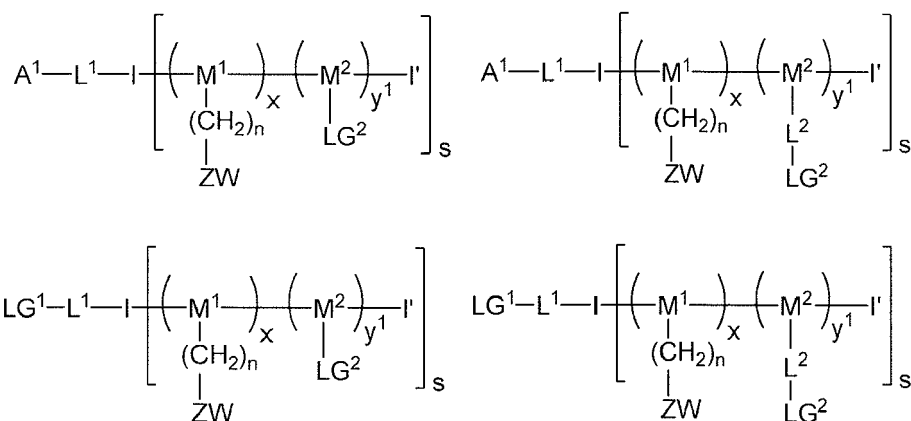 A¹—L¹—I—[(M¹)x—(M²)y¹—I']s A¹—L¹—I—[(M¹)x—(M²)y¹—I']s
(CH₂)n LG² (CH₂)n L²
ZW ZW LG²
LG¹—L¹—I—[(M¹)x—(M²)y¹—I']s LG¹—L¹—I—[(M¹)x—(M²)y¹—I']s
(CH₂)n LG² (CH₂)n L²
ZW ZW LG²